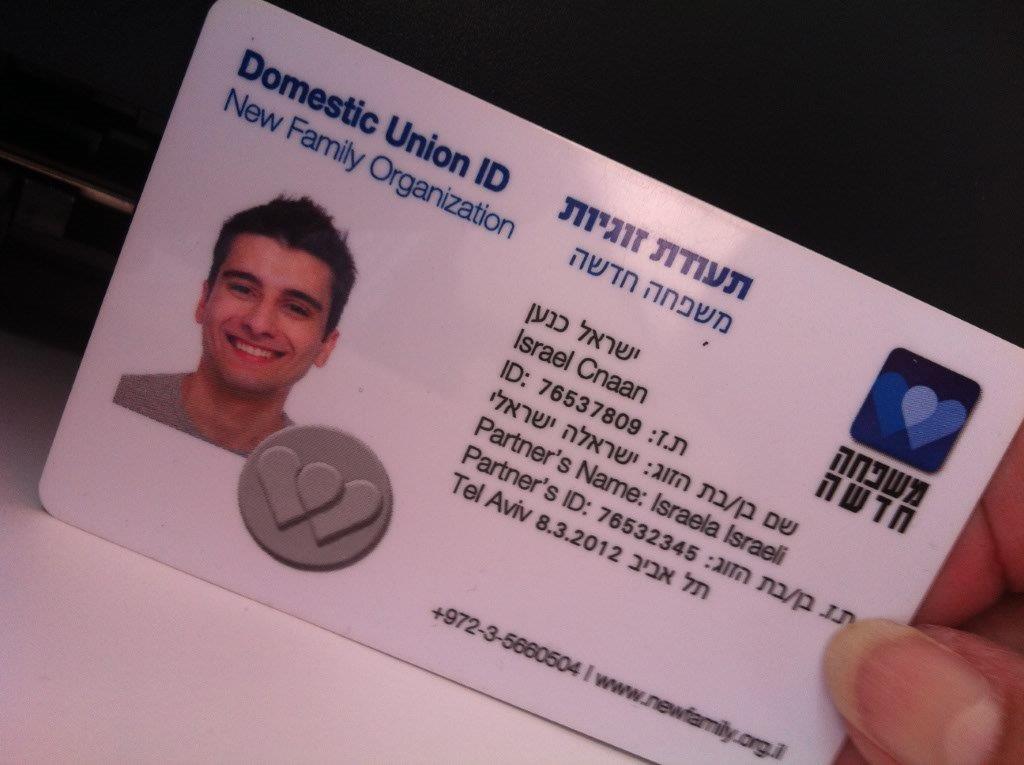 Domestic Union ID
New Family Organization
תעודת זוגיות
משפחה חדשה
ישראל כנען
Israel Cnaan
ID: 76537809 ת.ז:
שם בן/בת הזוג: ישראלה ישראלי
Partner's Name: Israela Israeli
Partner's ID: 76532345 ת.ז. בן/בת הזוג:
Tel Aviv 8.3.2012 תל אביב
+972-3-5660504 | www.newfamily.org.il
משפחה
חדשה